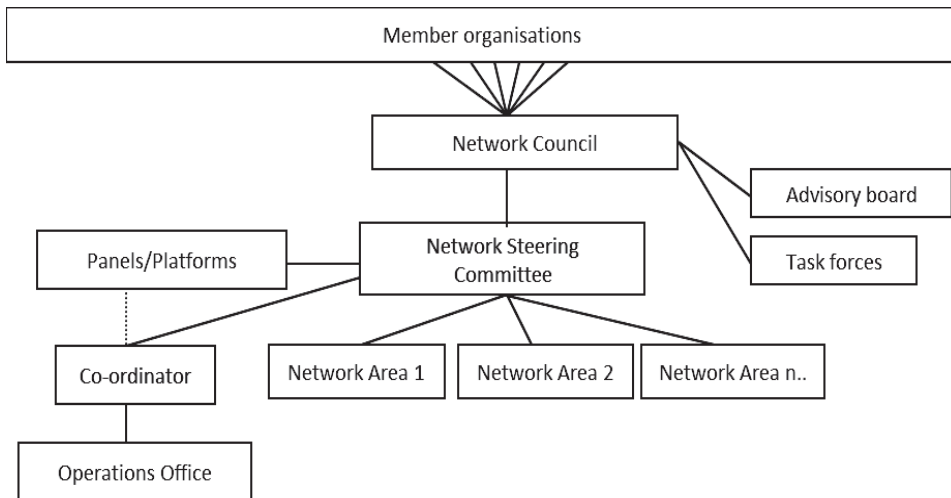 Member organisations
Network Council
Advisory board
Network Steering
Committee
Panels/Platforms
Task forces
Co-ordinator
Network Area 1
Network Area 2
Network Area n..
Operations Office